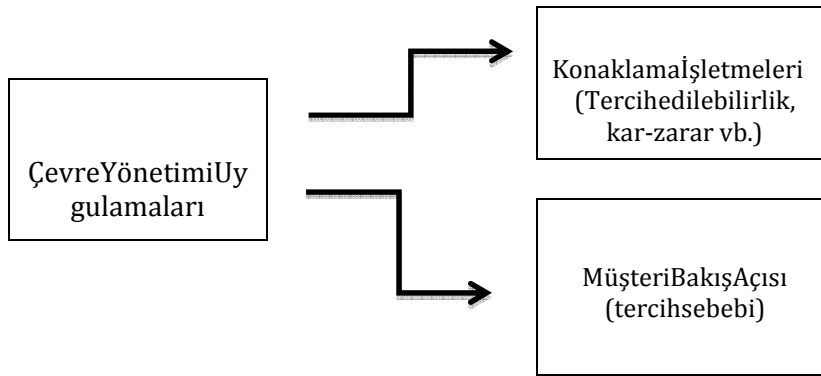 ÇevreYönetimiUy
gulamaları
Konaklamaİşletmeleri
(Tercihedilebilirlik,
kar-zarar vb.)
MüşteriBakışAçısı
(tercihsebebi)